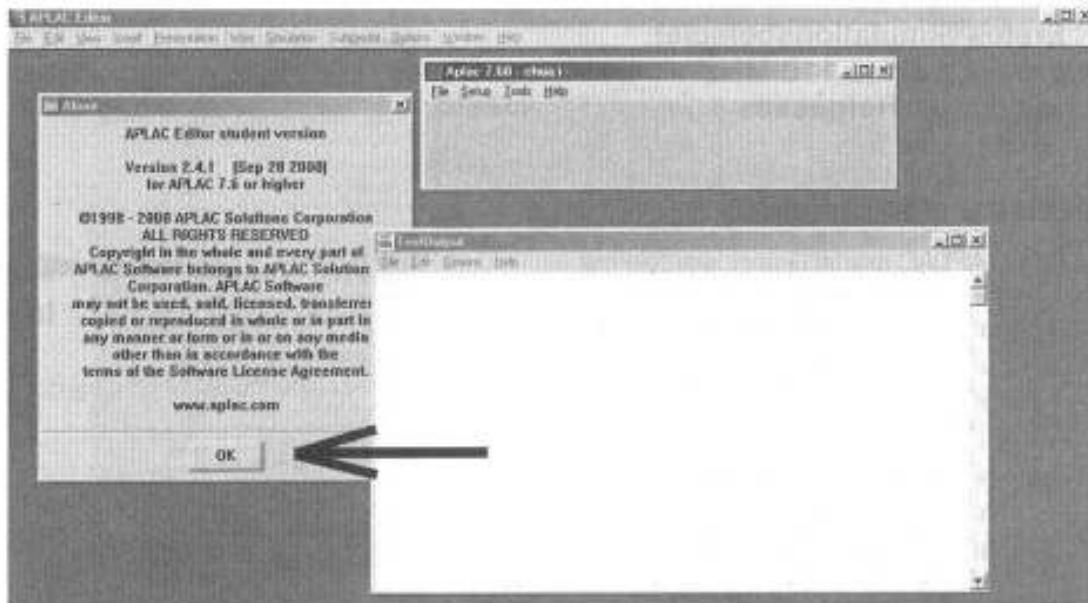 APLAC Editor
File Edit View Insert Presentation Options Window Help
Aplac 7.60 - chua.i
File Setup Tools Help
About
APLAC Editor student version
Version 2.4.1 (Sep 28 2000)
for APLAC 7.6 or higher
©1998 - 2000 APLAC Solutions Corporation
ALL RIGHTS RESERVED
Copyright in the whole and every part of
APLAC Software belongs to APLAC Solution
Corporation. APLAC Software
may not be used, sold, licensed, transferre
copied or reproduced in whole or in part in
any manner or form or in or on any media
other than in accordance with the
terms of the Software License Agreement.
www.aplac.com
OK
TextOutput
File Edit Options Help